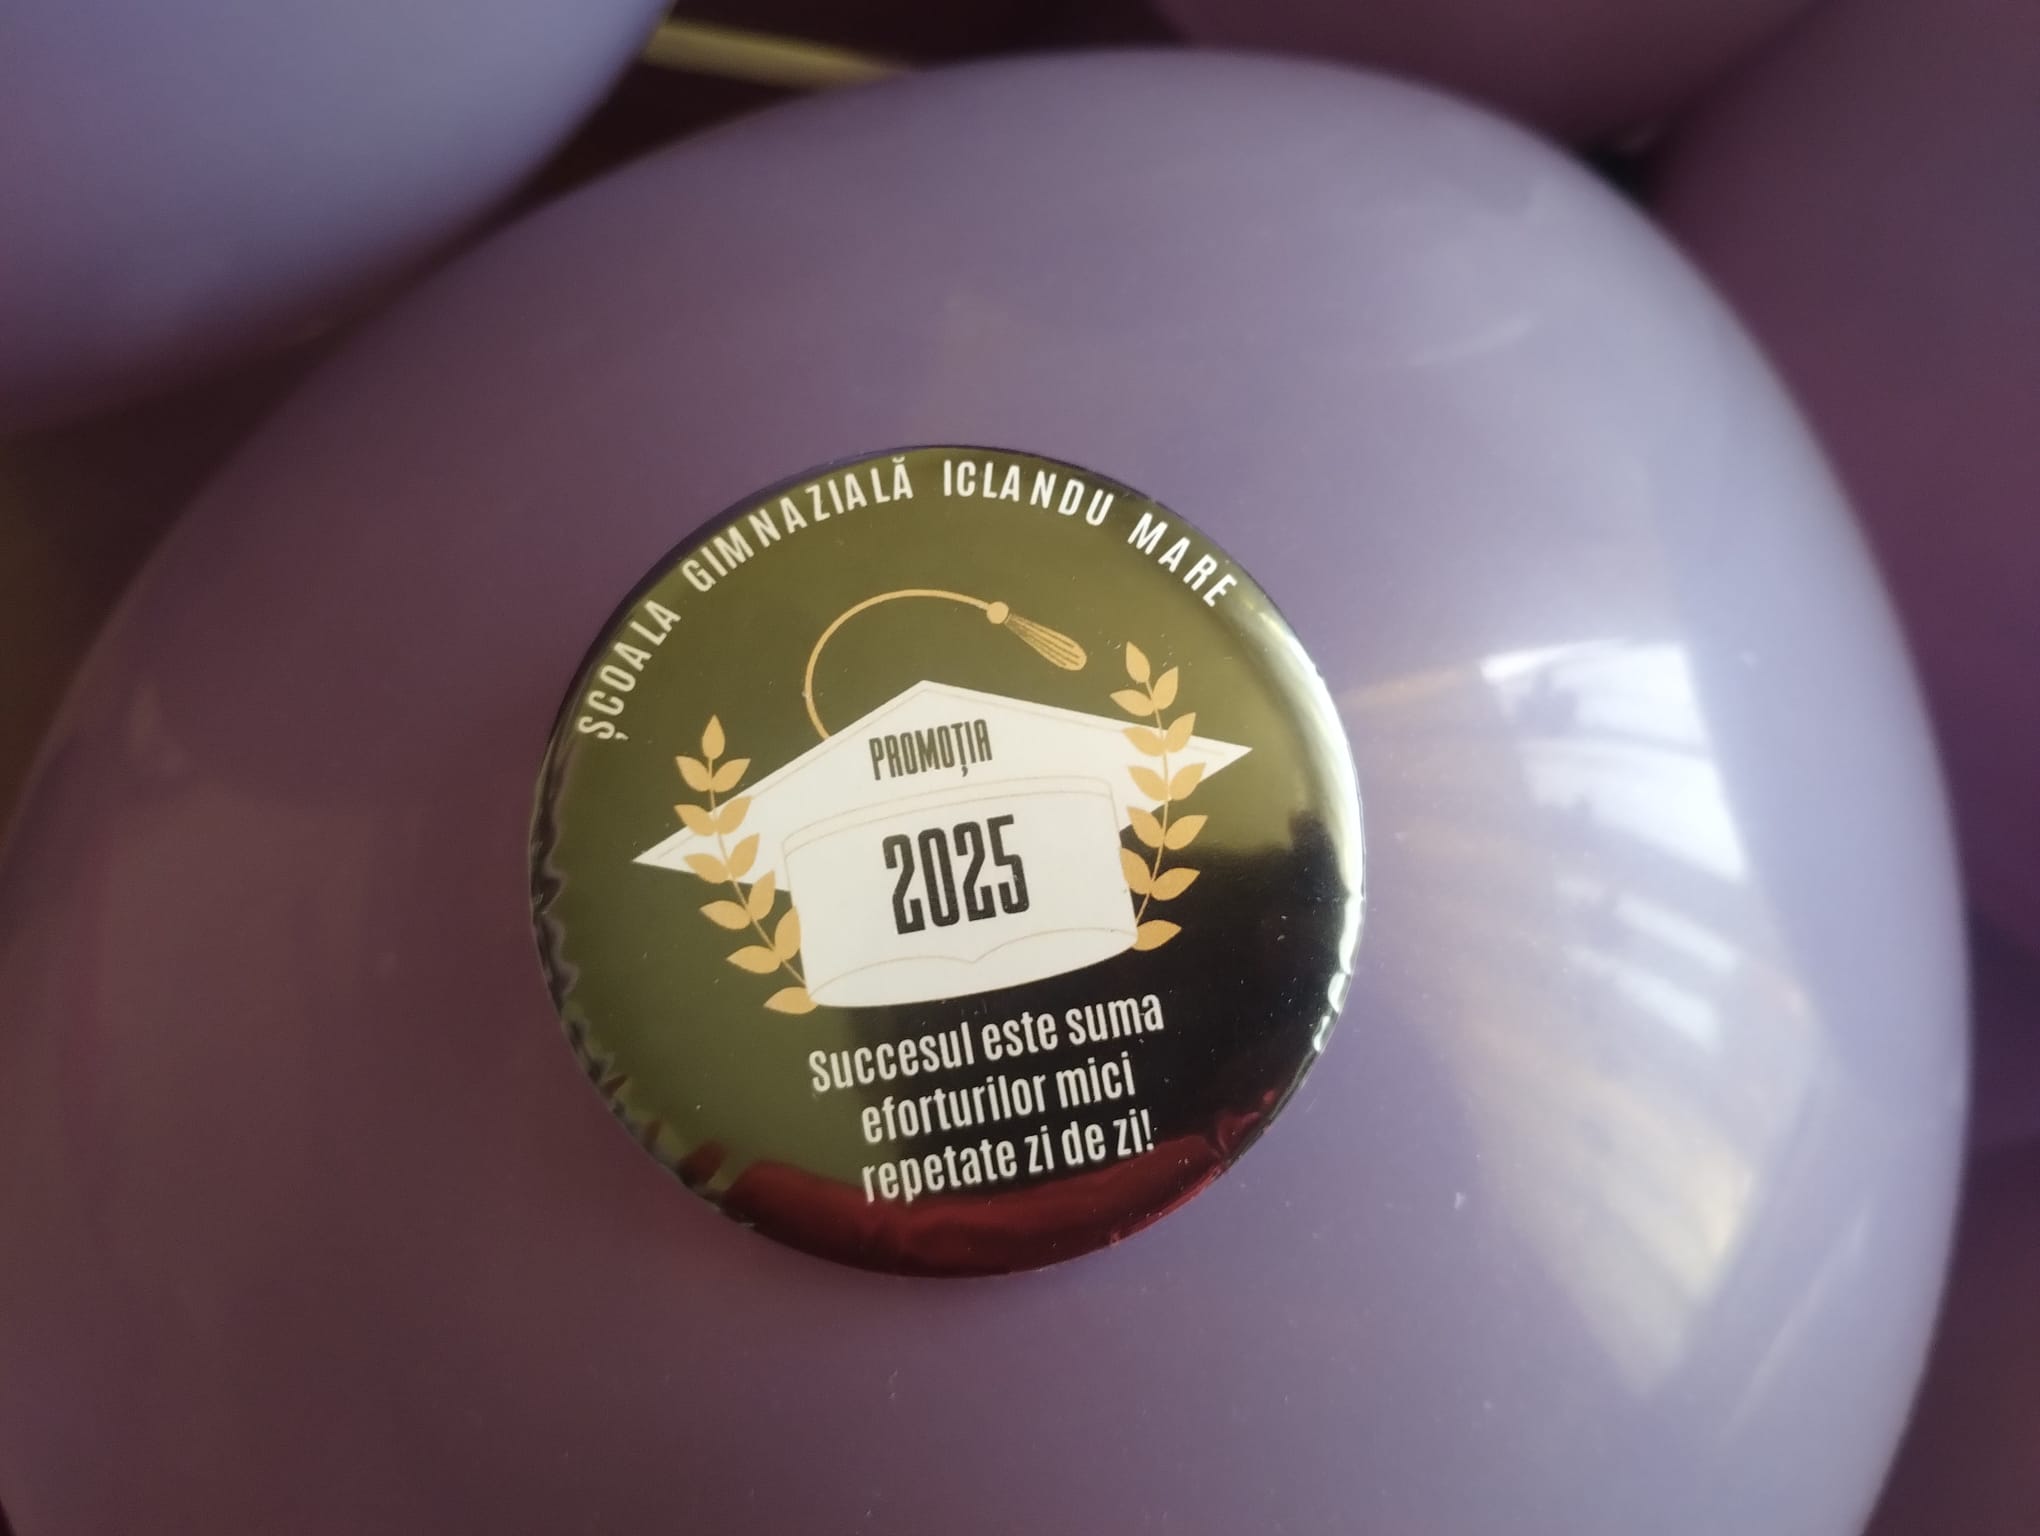 ȘCOALA GIMNAZIALĂ ICLANDU MARE
PROMOȚIA
2025
Succesul este suma
eforturilor mici
repetate zi de zi!